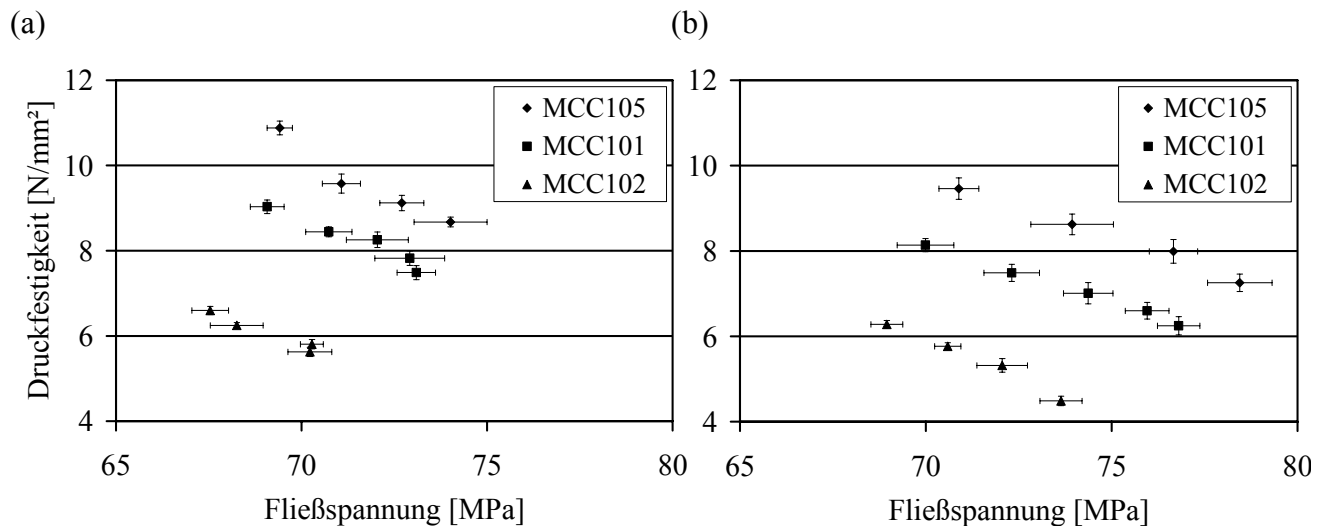 (a)
(b)
Druckfestigkeit [N/mm²]
12
10
8
6
4
MCC105
MCC101
MCC102
65
70
75
80
Fließspannung [MPa]
12
10
8
6
4
MCC105
MCC101
MCC102
65
70
75
80
Fließspannung [MPa]